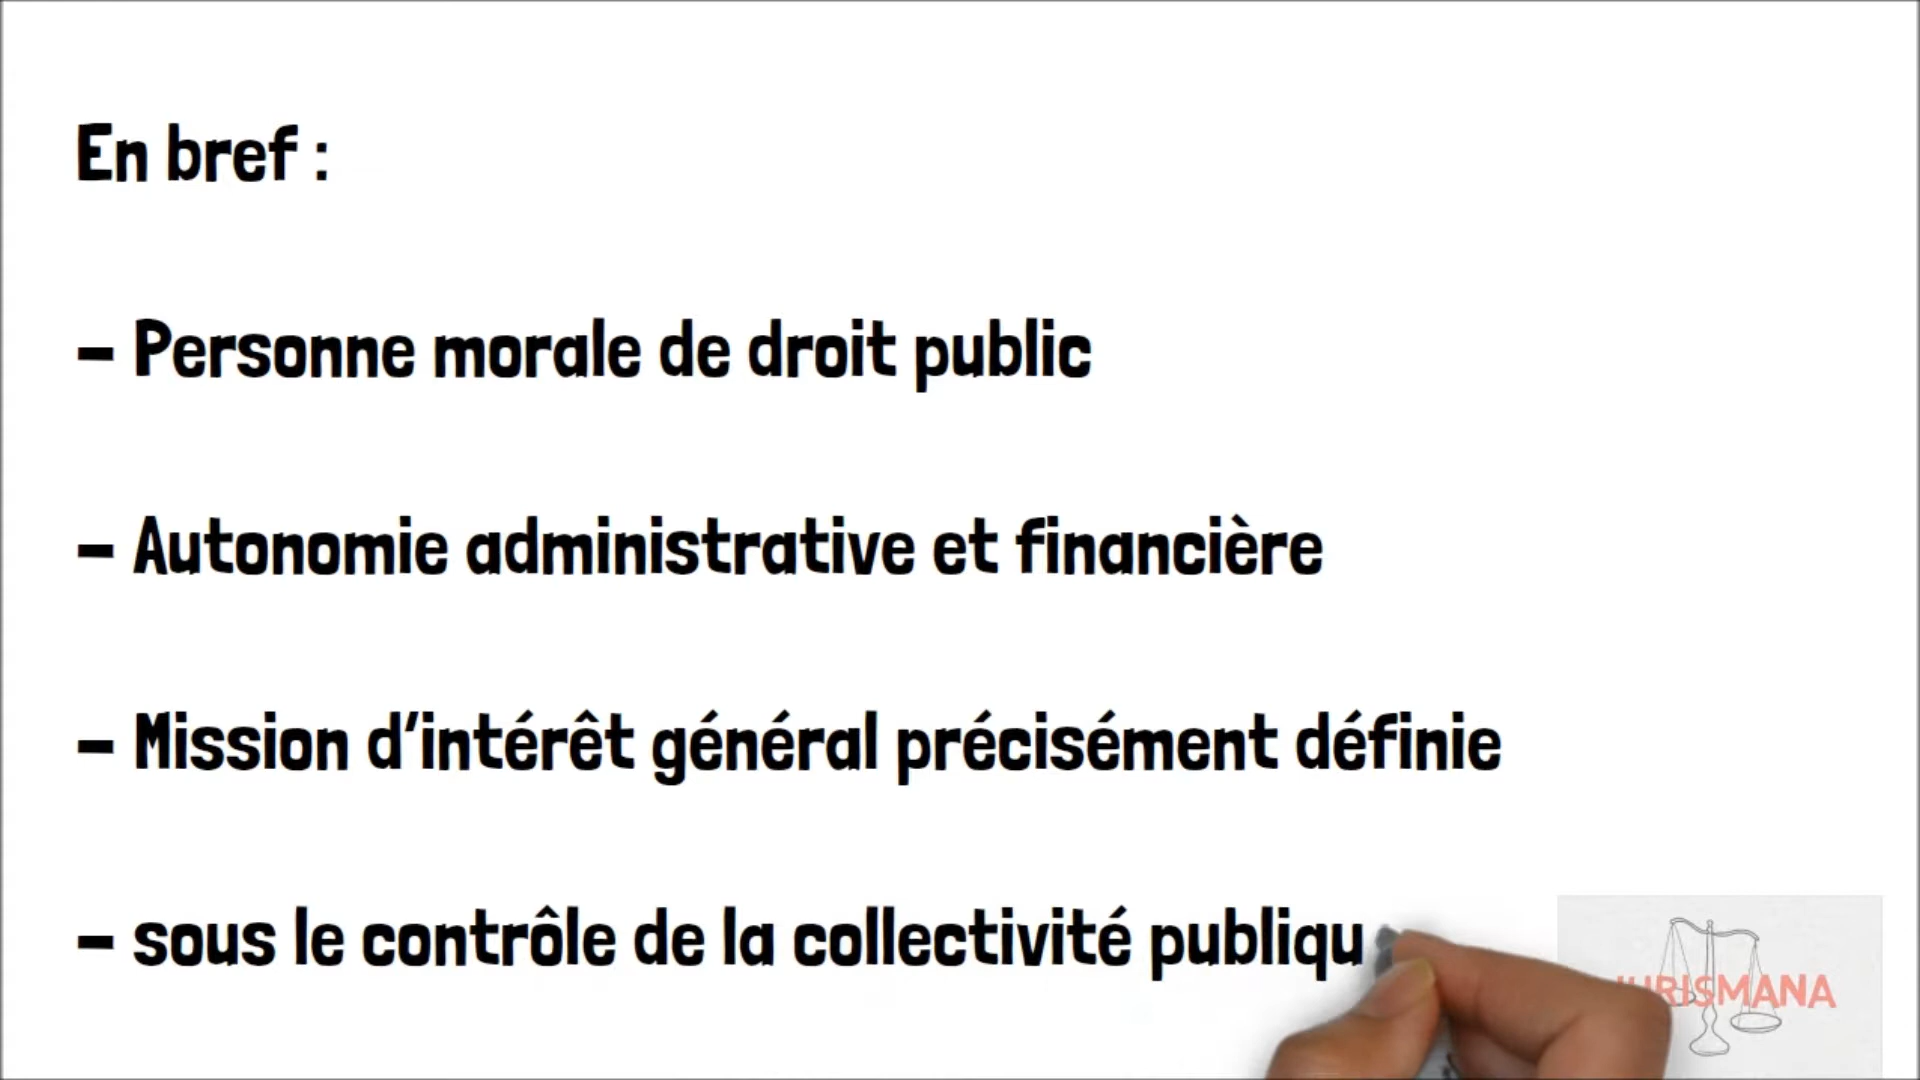 En bref :
- Personne morale de droit public
- Autonomie administrative et financière
- Mission d'intérêt général précisément définie
- sous le contrôle de la collectivité publiqu
JURISMANA